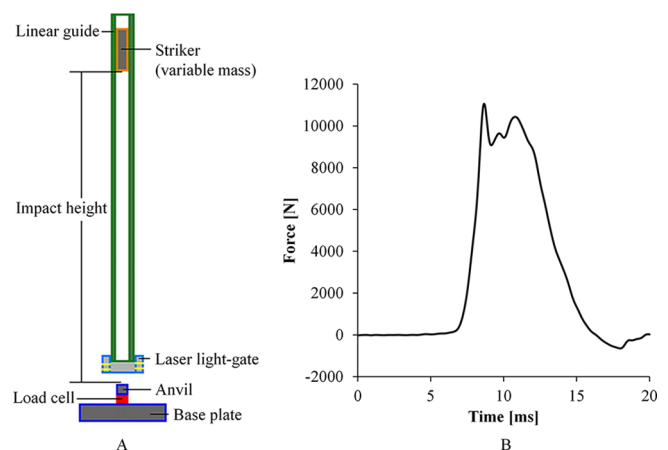 Linear guide
Striker
(variable mass)
Impact height
Laser light-gate
Anvil
Load cell
Base plate
A
12000
10000
8000
6000
4000
2000
0
-2000
Force [N]
0
5
10
15
20
Time [ms]
B